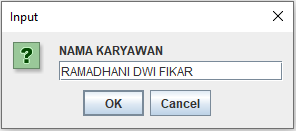 Input
NAMA KARYAWAN
RAMADHANI DWI FIKAR
OK Cancel